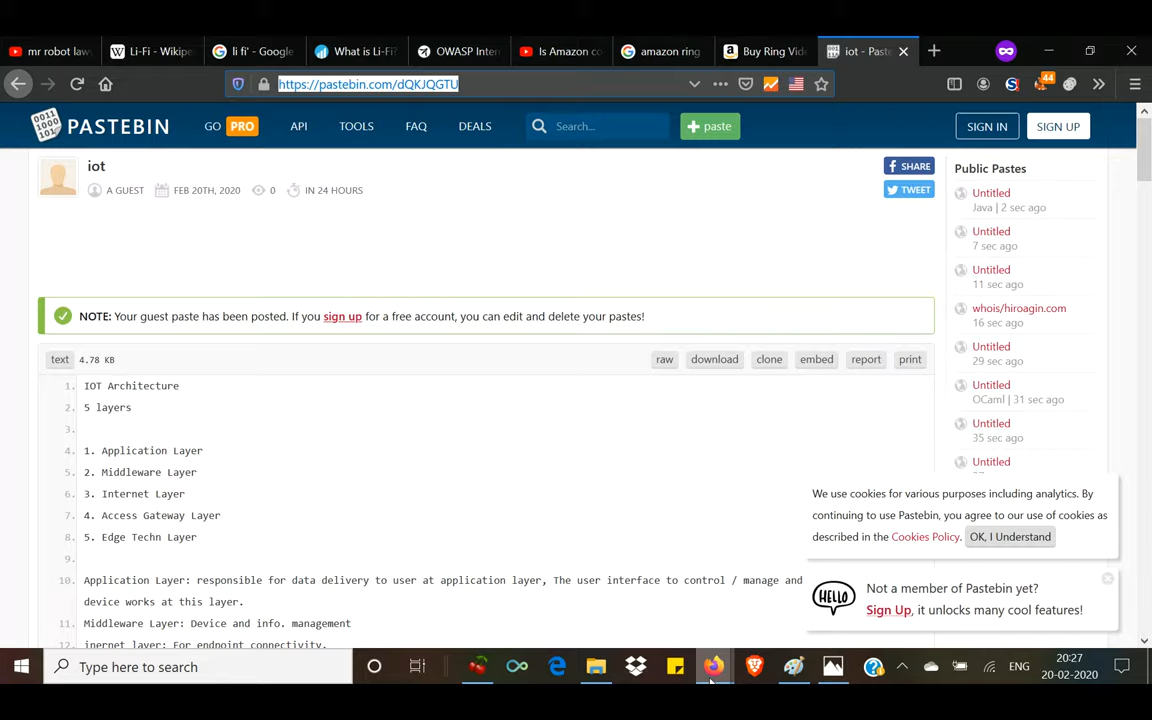 mr robot law
Li-Fi - Wikipe
li fi' - Google
What is Li-Fi?
OWASP Inter
Is Amazon co
amazon ring
Buy Ring Vid
iot - Paste
https://pastebin.com/dQKJQGTU
44
PASTEBIN
GO PRO
API
TOOLS
FAQ
DEALS
Search...
paste
SIGN IN
SIGN UP
iot
A GUEST
FEB 20TH, 2020
0
IN 24 HOURS
SHARE
TWEET
NOTE: Your guest paste has been posted. If you sign up for a free account, you can edit and delete your pastes!
text 4.78 KB
raw
download
clone
embed
report
print
1. IOT Architecture
2. 5 layers
3.
4. 1. Application Layer
5. 2. Middleware Layer
6. 3. Internet Layer
7. 4. Access Gateway Layer
8. 5. Edge Techn Layer
9.
10. Application Layer: responsible for data delivery to user at application layer, The user interface to control / manage and
device works at this layer.
11. Middleware Layer: Device and info. management
12. inernet layer: For endpoint connectivity.
Public Pastes
Untitled
Java | 2 sec ago
Untitled
7 sec ago
Untitled
11 sec ago
whois/hiroagin.com
16 sec ago
Untitled
29 sec ago
Untitled
OCaml | 31 sec ago
Untitled
35 sec ago
Untitled
We use cookies for various purposes including analytics. By
continuing to use Pastebin, you agree to our use of cookies as
described in the Cookies Policy. OK, I Understand
HELLO
Not a member of Pastebin yet?
Sign Up, it unlocks many cool features!
Type here to search
ENG
20:27
20-02-2020